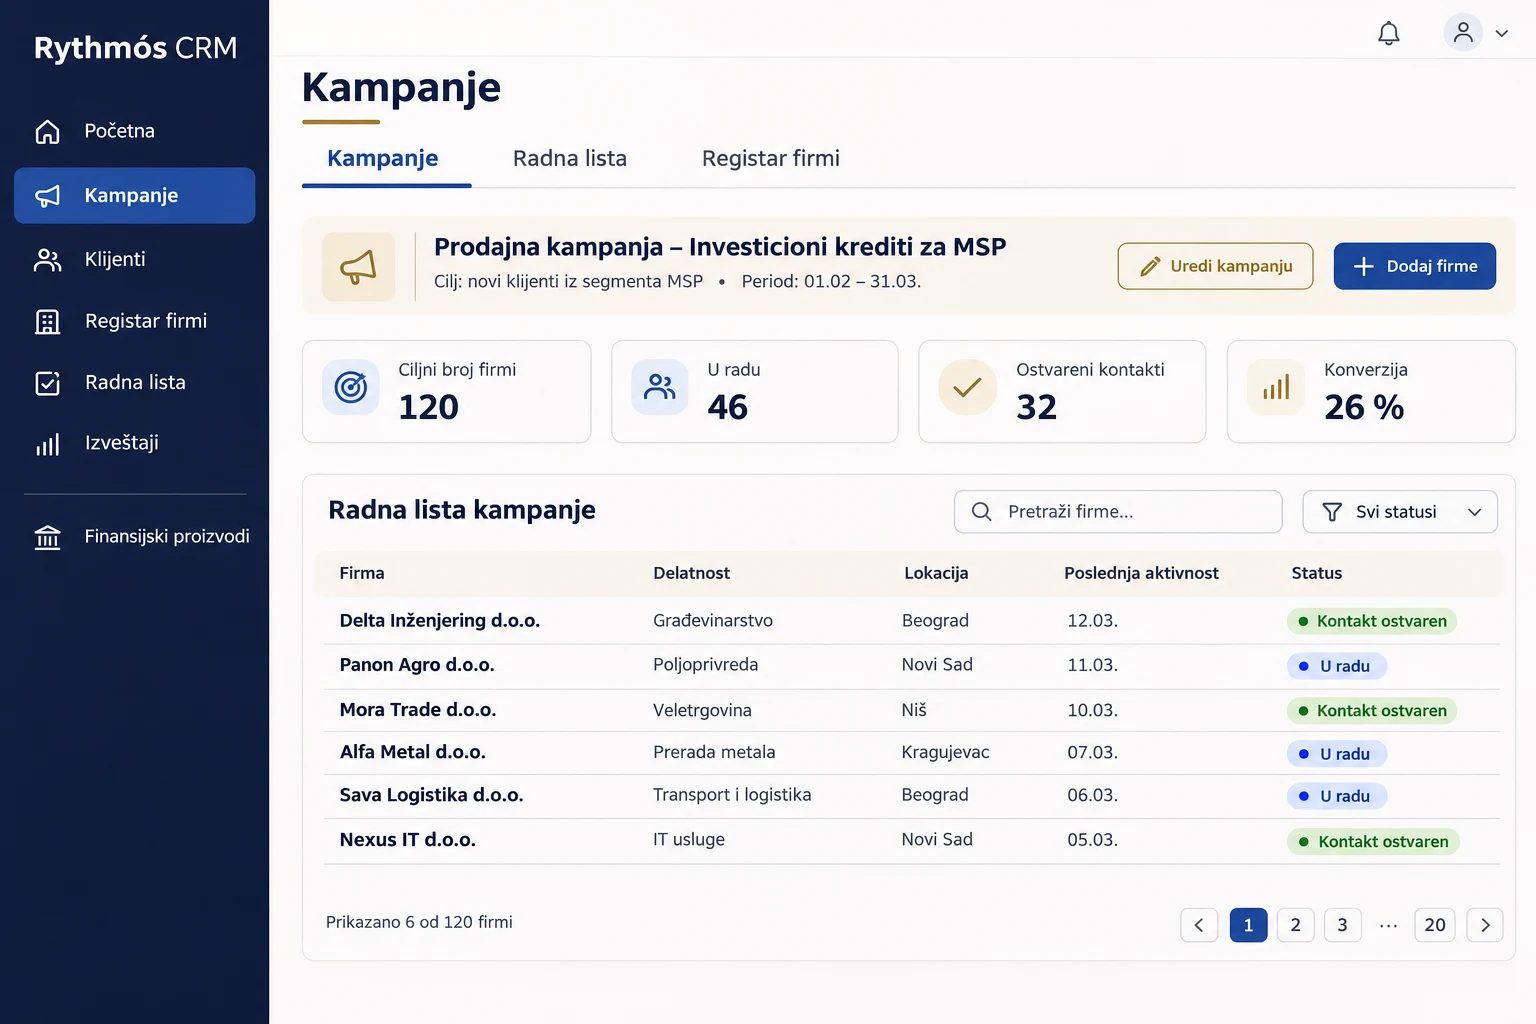 Rythmós CRM
Početna
Kampanje
Klijenti
Registar firmi
Radna lista
Izveštaji
Finansijski proizvodi
Kampanje
Kampanje Radna lista Registar firmi
Prodajna kampanja – Investicioni krediti za MSP
Cilj: novi klijenti iz segmenta MSP • Period: 01.02 – 31.03.
Uredi kampanju
Dodaj firme
Ciljni broj firmi
120
U radu
46
Ostvareni kontakti
32
Konverzija
26 %
Radna lista kampanje
Pretraži firme...
Svi statusi
Firma Delatnost Lokacija Poslednja aktivnost Status
Delta Inženjering d.o.o. Građevinarstvo Beograd 12.03. Kontakt ostvaren
Panon Agro d.o.o. Poljoprivreda Novi Sad 11.03. U radu
Mora Trade d.o.o. Veletrgovina Niš 10.03. Kontakt ostvaren
Alfa Metal d.o.o. Prerada metala Kragujevac 07.03. U radu
Sava Logistika d.o.o. Transport i logistika Beograd 06.03. U radu
Nexus IT d.o.o. IT usluge Novi Sad 05.03. Kontakt ostvaren
Prikazano 6 od 120 firmi
1 2 3 ... 20